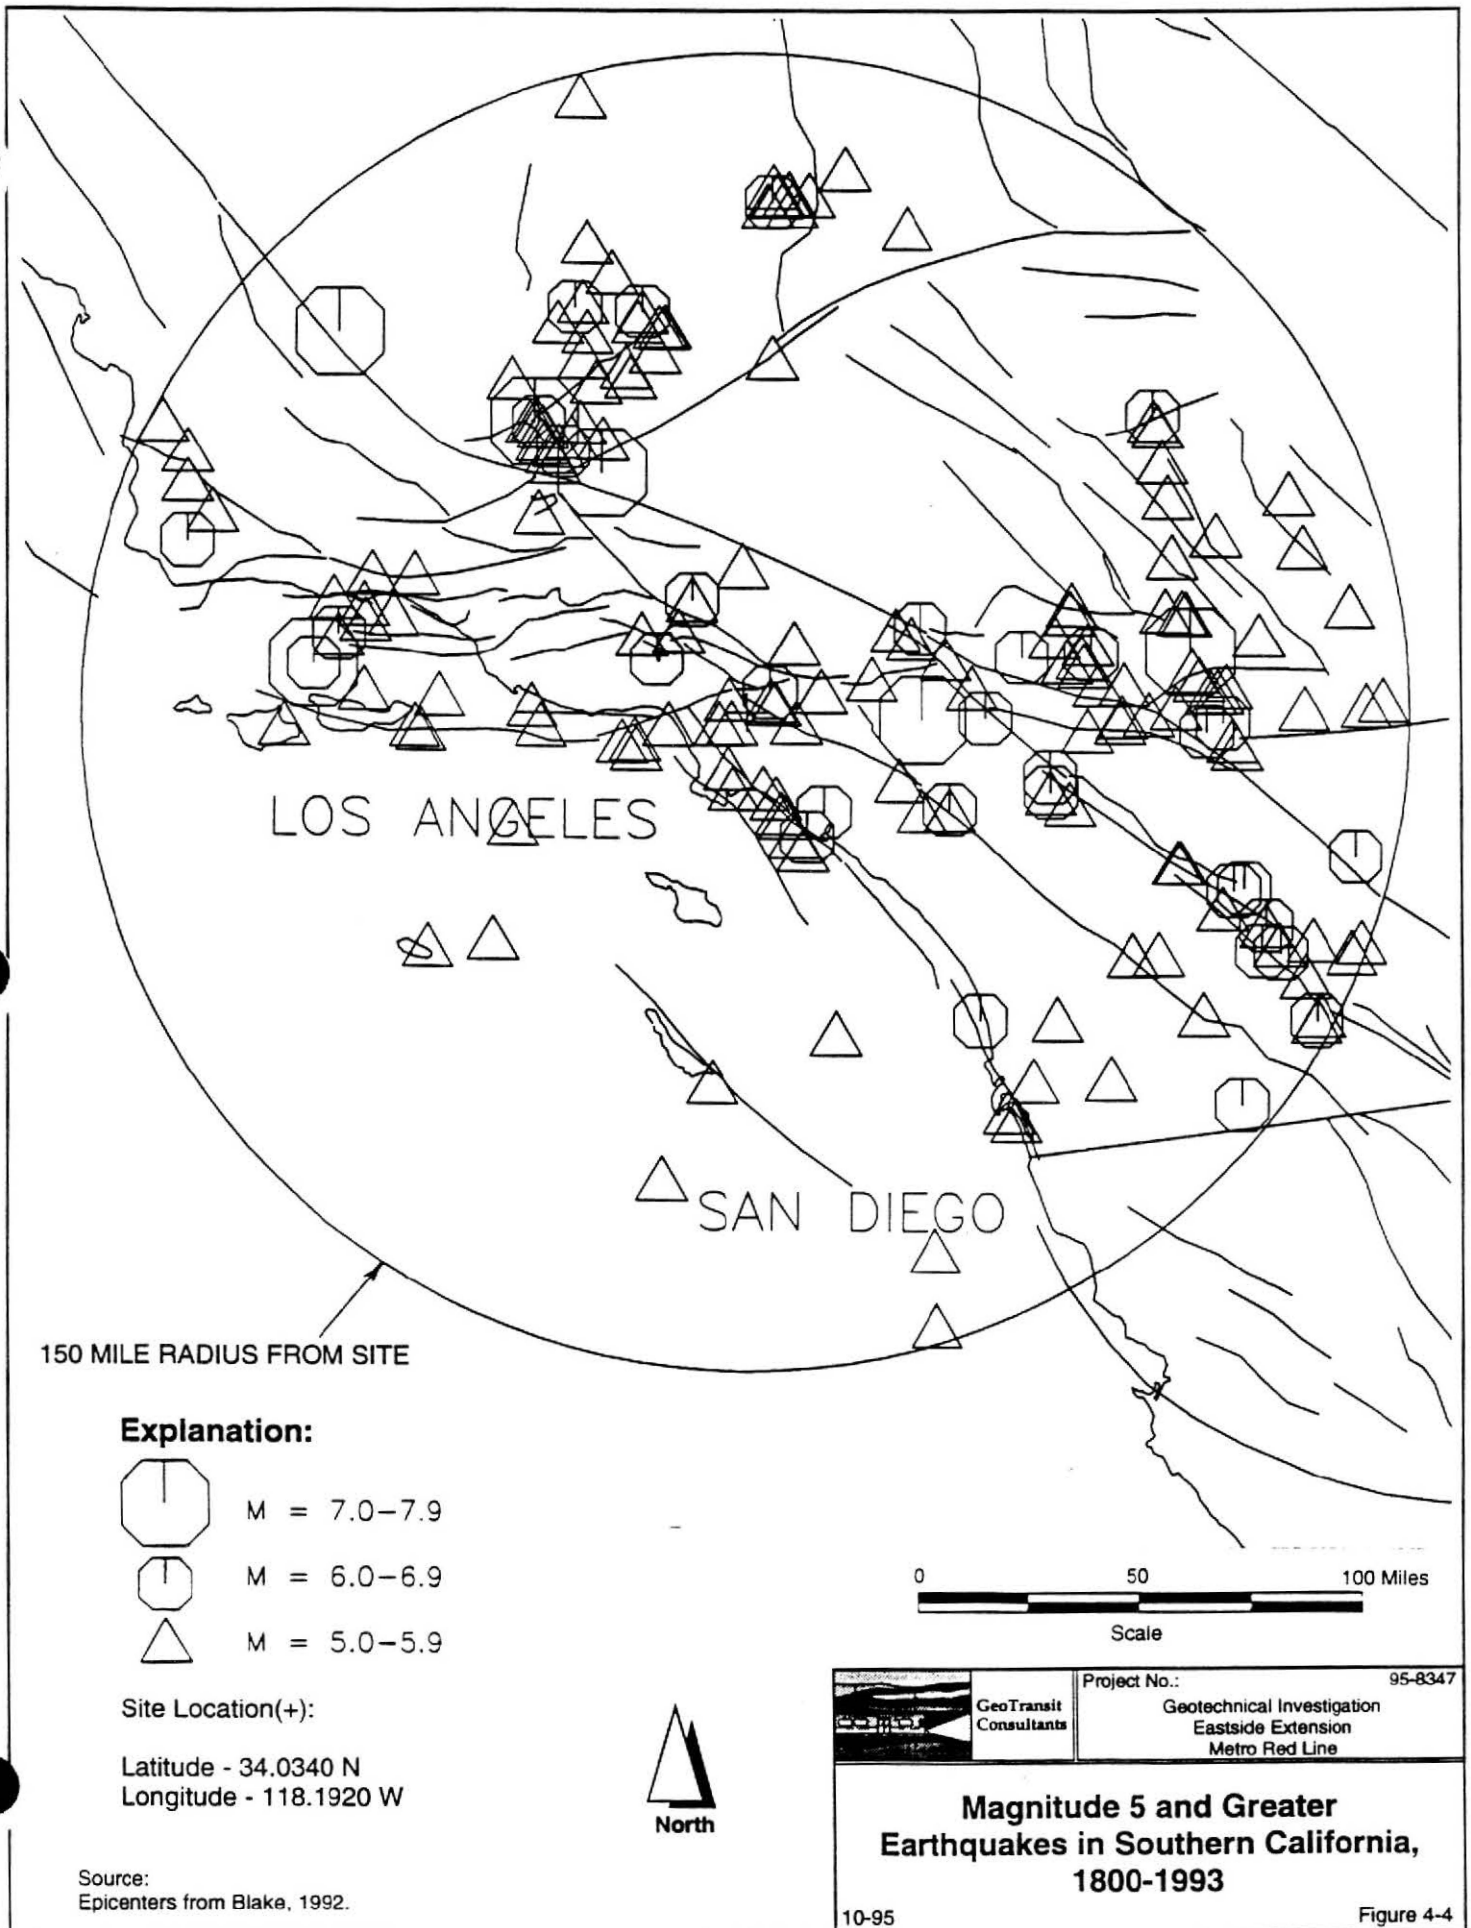 LOS ANGELES
SAN DIEGO
150 MILE RADIUS FROM SITE
Explanation:
M = 7.0-7.9
M = 6.0-6.9
M = 5.0-5.9
Site Location(+):
Latitude - 34.0340 N
Longitude - 118.1920 W
Source:
Epicenters from Blake, 1992.
North
0 50 100 Miles
Scale
GeoTransit
Consultants
Project No.: 95-8347
Geotechnical Investigation
Eastside Extension
Metro Red Line
Magnitude 5 and Greater
Earthquakes in Southern California,
1800-1993
10-95
Figure 4-4